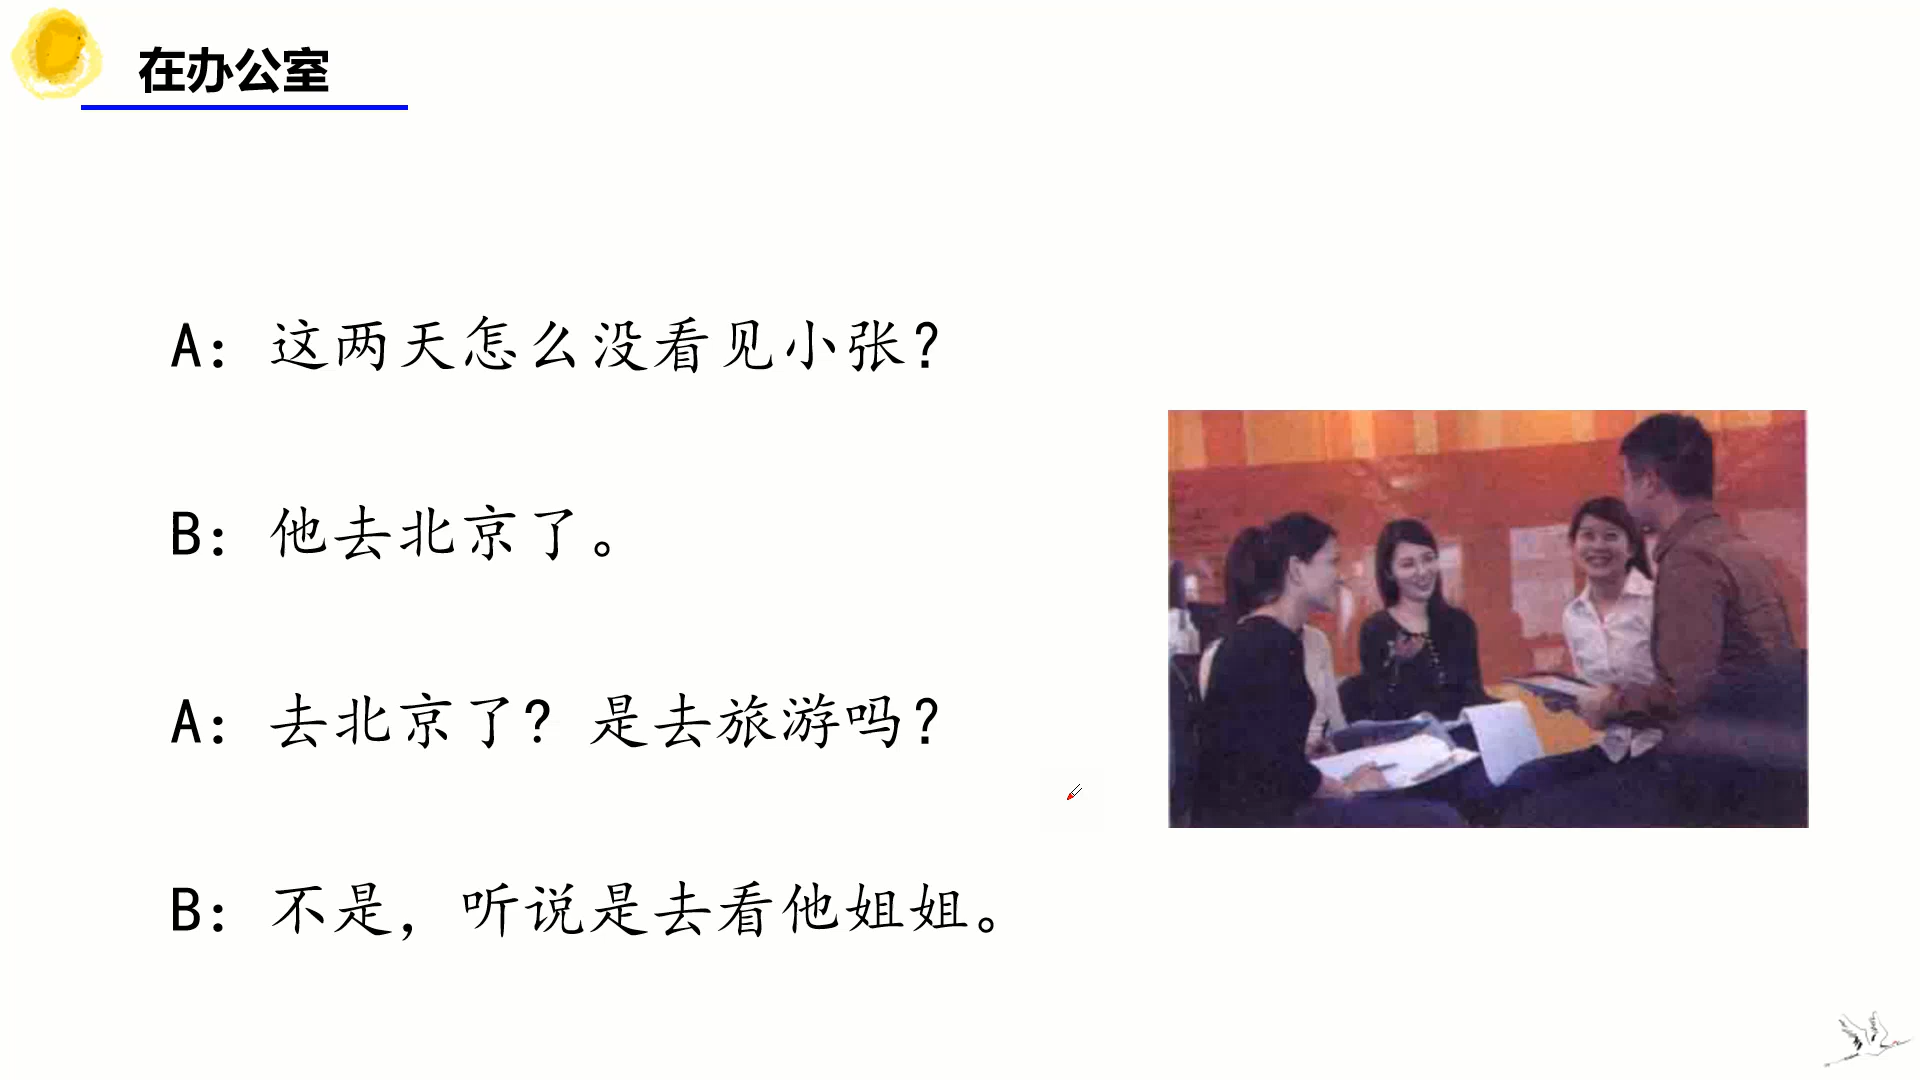 在办公室
A：这两天怎么没看见小张？
B：他去北京了。
A：去北京了？是去旅游吗？
B：不是，听说是去看他姐姐。